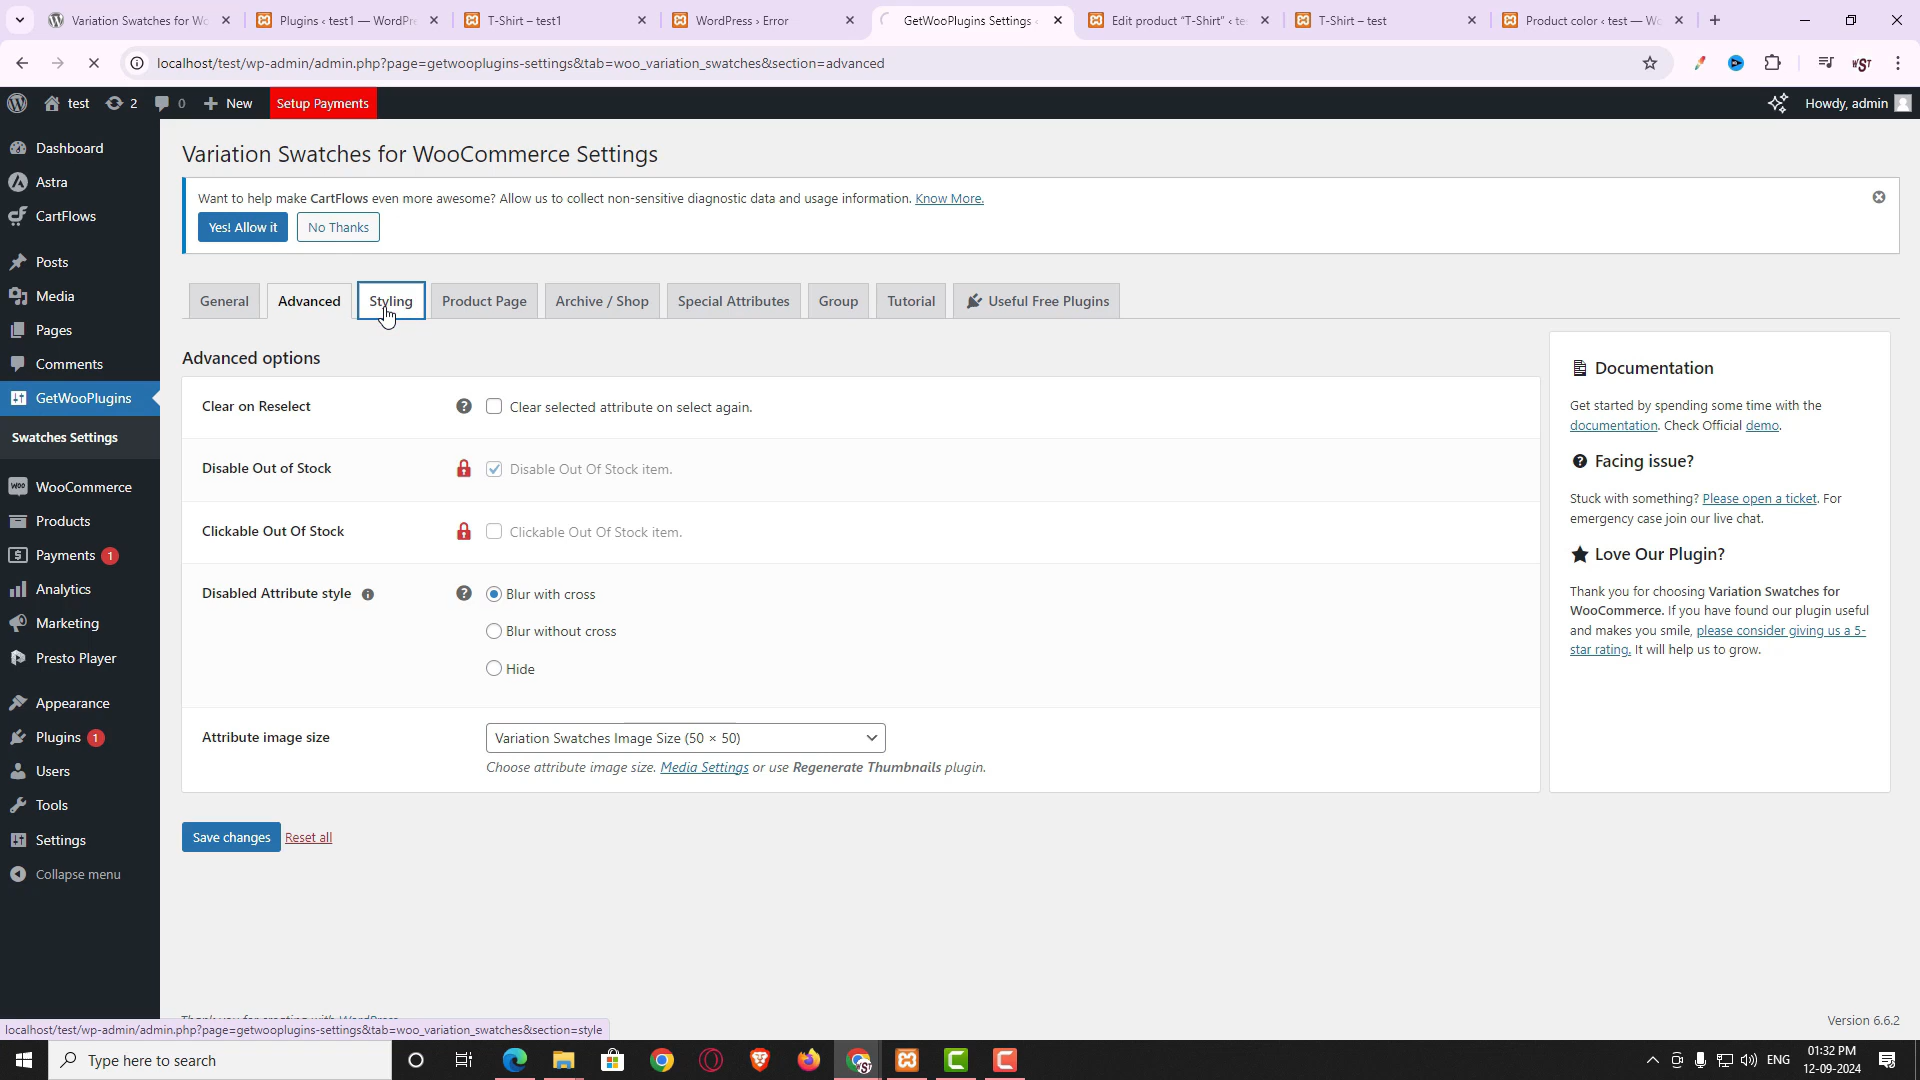 Variation Swatches for Wo
Plugins ‹ test1 — WordPre
T-Shirt – test1
WordPress › Error
GetWooPlugins Settings ‹
Edit product "T-Shirt" ‹ te
T-Shirt – test
Product color ‹ test — Wo
localhost/test/wp-admin/admin.php?page=getwooplugins-settings&tab=woo_variation_swatches&section=advanced
test
2
0
New
Setup Payments
Howdy, admin
Dashboard
Astra
CartFlows
Posts
Media
Pages
Comments
GetWooPlugins
Swatches Settings
WooCommerce
Products
Payments 1
Analytics
Marketing
Presto Player
Appearance
Plugins 1
Users
Tools
Settings
Collapse menu
Variation Swatches for WooCommerce Settings
Want to help make CartFlows even more awesome? Allow us to collect non-sensitive diagnostic data and usage information. Know More.
Yes! Allow it
No Thanks
General
Advanced
Styling
Product Page
Archive / Shop
Special Attributes
Group
Tutorial
Useful Free Plugins
Advanced options
Clear on Reselect
Clear selected attribute on select again.
Disable Out of Stock
Disable Out Of Stock item.
Clickable Out Of Stock
Clickable Out Of Stock item.
Disabled Attribute style
Blur with cross
Blur without cross
Hide
Attribute image size
Variation Swatches Image Size (50 × 50)
Choose attribute image size. Media Settings or use Regenerate Thumbnails plugin.
Save changes
Reset all
Documentation
Get started by spending some time with the
documentation. Check Official demo.
Facing issue?
Stuck with something? Please open a ticket. For
emergency case join our live chat.
Love Our Plugin?
Thank you for choosing Variation Swatches for
WooCommerce. If you have found our plugin useful
and makes you smile, please consider giving us a 5-
star rating. It will help us to grow.
Thank you for creating with WordPress.
Version 6.6.2
localhost/test/wp-admin/admin.php?page=getwooplugins-settings&tab=woo_variation_swatches&section=style
Type here to search
ENG
01:32 PM
12-09-2024